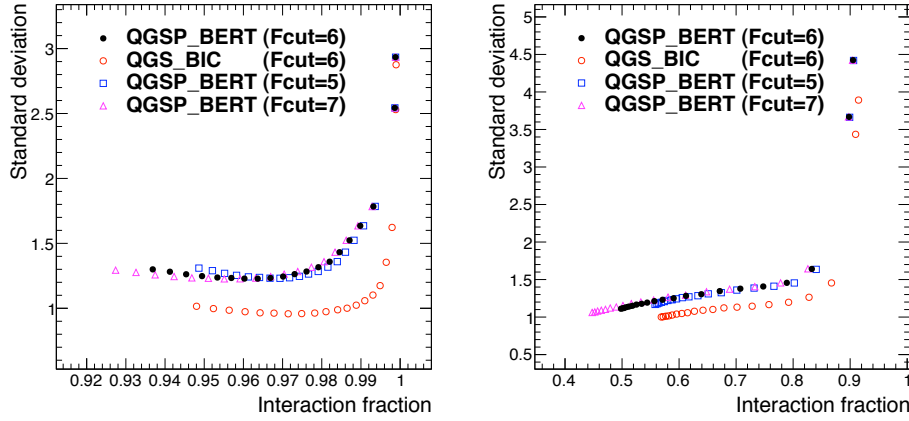 Standard deviation
3
2.5
2
1.5
1
QGSP_BERT (Fcut=6)
QGS_BIC (Fcut=6)
QGSP_BERT (Fcut=5)
QGSP_BERT (Fcut=7)
0.92 0.93 0.94 0.95 0.96 0.97 0.98 0.99 1
Interaction fraction
Standard deviation
5
4.5
4
3.5
3
2.5
2
1.5
1
0.5
QGSP_BERT (Fcut=6)
QGS_BIC (Fcut=6)
QGSP_BERT (Fcut=5)
QGSP_BERT (Fcut=7)
0.4 0.5 0.6 0.7 0.8 0.9 1
Interaction fraction